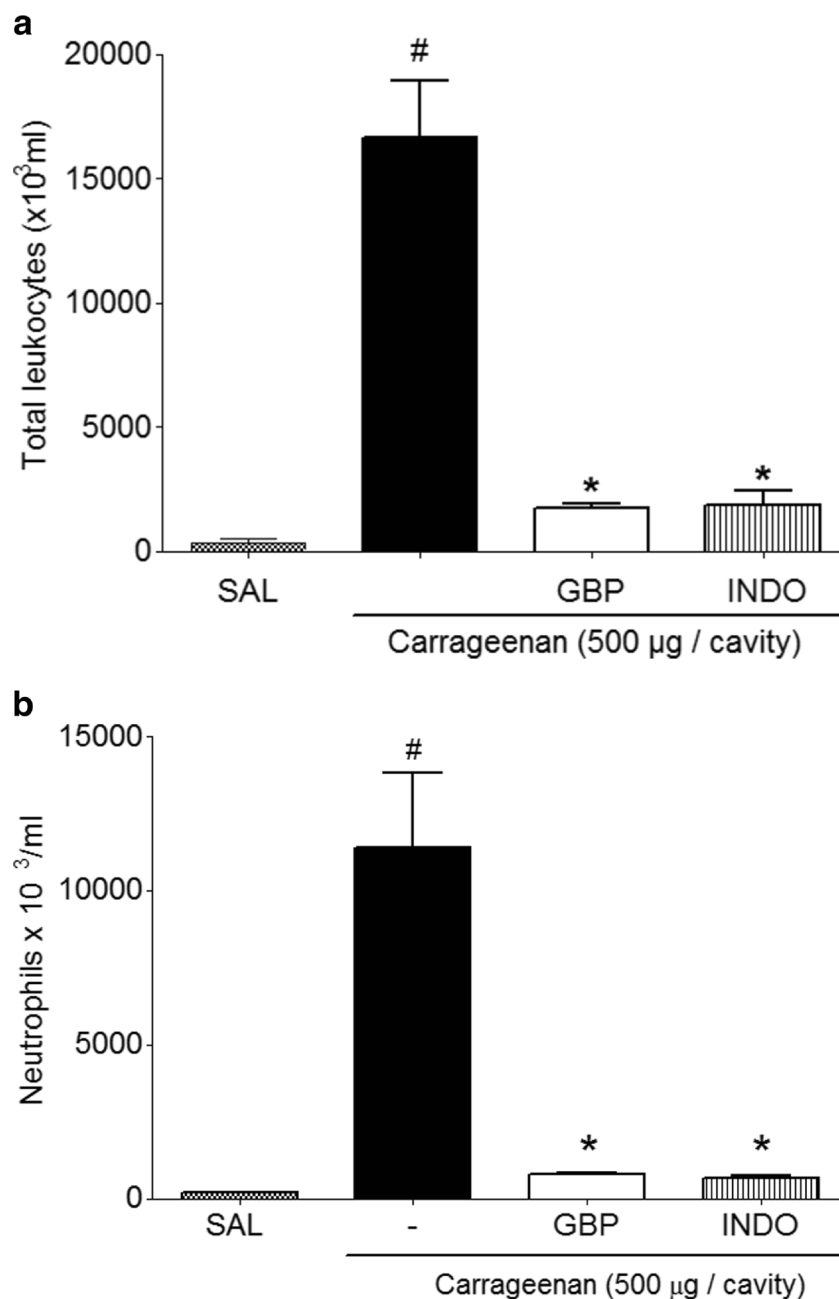 a
Total leukocytes (x10³ml)
20000
#
15000
10000
5000
*
*
0
SAL
GBP
INDO
Carrageenan (500 µg / cavity)
b
Neutrophils x 10 ³/ml
15000
#
10000
5000
*
*
0
SAL
-
GBP
INDO
Carrageenan (500 µg / cavity)